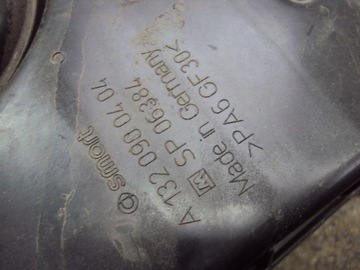 smart
A 132 090 04 04
SP 06384
Made in Germany
>PA6 GF30<